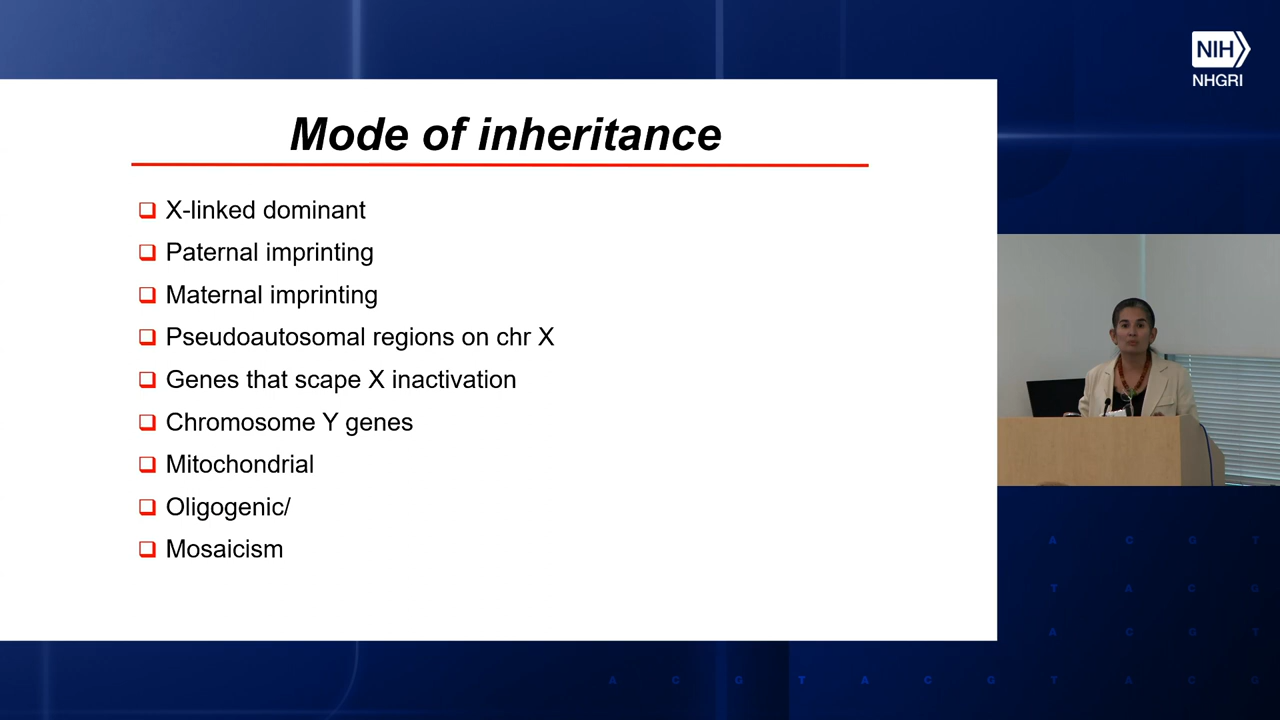 NIH
NHGRI
Mode of inheritance
X-linked dominant
Paternal imprinting
Maternal imprinting
Pseudoautosomal regions on chr X
Genes that scape X inactivation
Chromosome Y genes
Mitochondrial
Oligogenic/
Mosaicism
A C G T
T A C G
A C G T
A C G T A C G T A C G